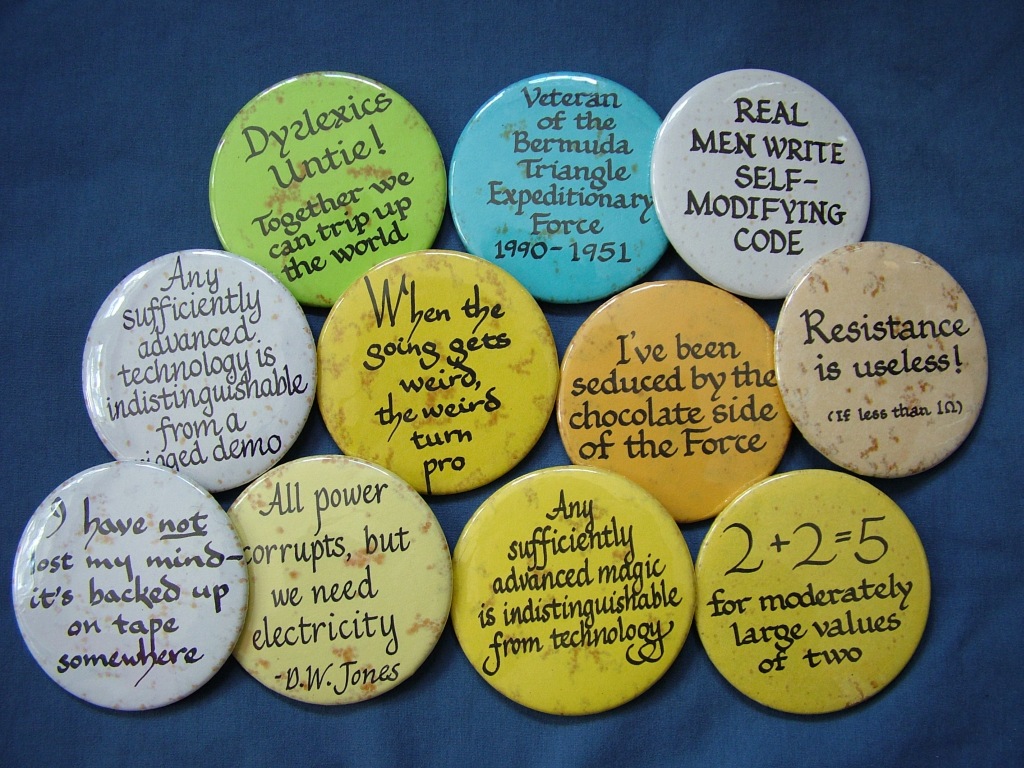 Dyslexics
Untie!
Together we
can trip up
the world
Veteran
of the
Bermuda
Triangle
Expeditionary
Force
1990-1951
REAL
MEN WRITE
SELF-
MODIFYING
CODE
Any
sufficiently
advanced
technology is
indistinguishable
from a
demo
When the
going gets
weird,
the weird
turn
pro
I've been
seduced by the
chocolate side
of the Force
Resistance
is useless!
(If less than 1Ω)
I have not
lost my mind-
it's backed up
on tape
somewhere
All power
corrupts, but
we need
electricity
-D.W. Jones
Any
sufficiently
advanced magic
is indistinguishable
from technology
2+2=5
for moderately
large values
of two